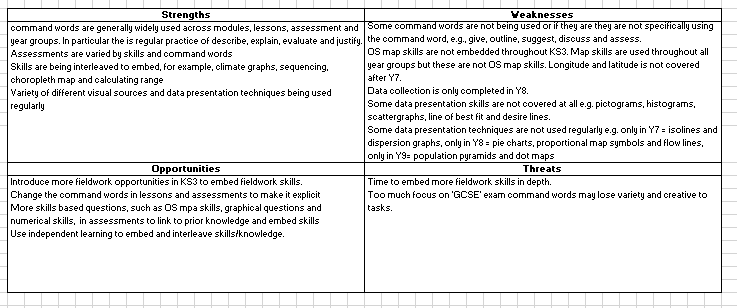 Strengths
command words are generally widely used across modules, lessons, assessment and
year groups. In particular the is regular practice of describe, explain, evaluate and justify.
Assessments are varied by skills and command words
Skills are being interleaved to embed, for example, climate graphs, sequencing,
choropleth map and calculating range
Variety of different visual sources and data presentation techniques being used
regularly
Weaknesses
Some command words are not being used or if they are they are not specifically using
the command word, e.g., give, outline, suggest, discuss and assess.
OS map skills are not embedded throughout KS3. Map skills are used throughout all
year groups but these are not OS map skills. Longitude and latitude is not covered
after Y7.
Data collection is only completed in Y8.
Some data presentation skills are not covered at all e.g. pictograms, histograms,
scattergraphs, line of best fit and desire lines.
Some data presentation techniques are not used regularly e.g. only in Y7 = isolines and
dispersion graphs, only in Y8 = pie charts, proportional map symbols and flow lines,
only in Y9= population pyramids and dot maps
Opportunities
Introduce more fieldwork opportunities in KS3 to embed fieldwork skills.
Change the command words in lessons and assessments to make it explicit
More skills based questions, such as OS mpa skills, graphical questions and
numerical skills, in assessments to link to prior knowledge and embed skills
Use independent learning to embed and interleave skills/knowledge.
Threats
Time to embed more fieldwork skills in depth.
Too much focus on 'GCSE' exam command words may lose variety and creative to
tasks.